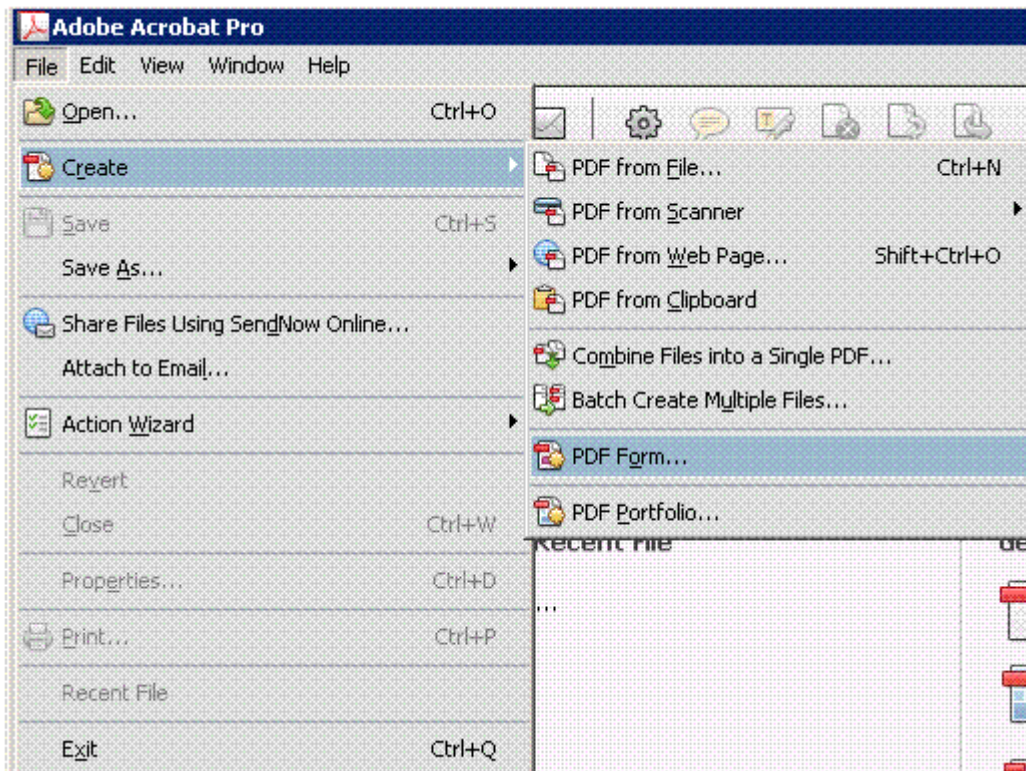 Adobe Acrobat Pro
File Edit View Window Help
Open... Ctrl+O
Create
Save Ctrl+S
Save As...
Share Files Using SendNow Online...
Attach to Email...
Action Wizard
Revert
Close Ctrl+W
Properties... Ctrl+D
Print... Ctrl+P
Recent File
Exit Ctrl+Q
PDF from File... Ctrl+N
PDF from Scanner
PDF from Web Page... Shift+Ctrl+O
PDF from Clipboard
Combine Files into a Single PDF...
Batch Create Multiple Files...
PDF Form...
PDF Portfolio...
Recent File
...